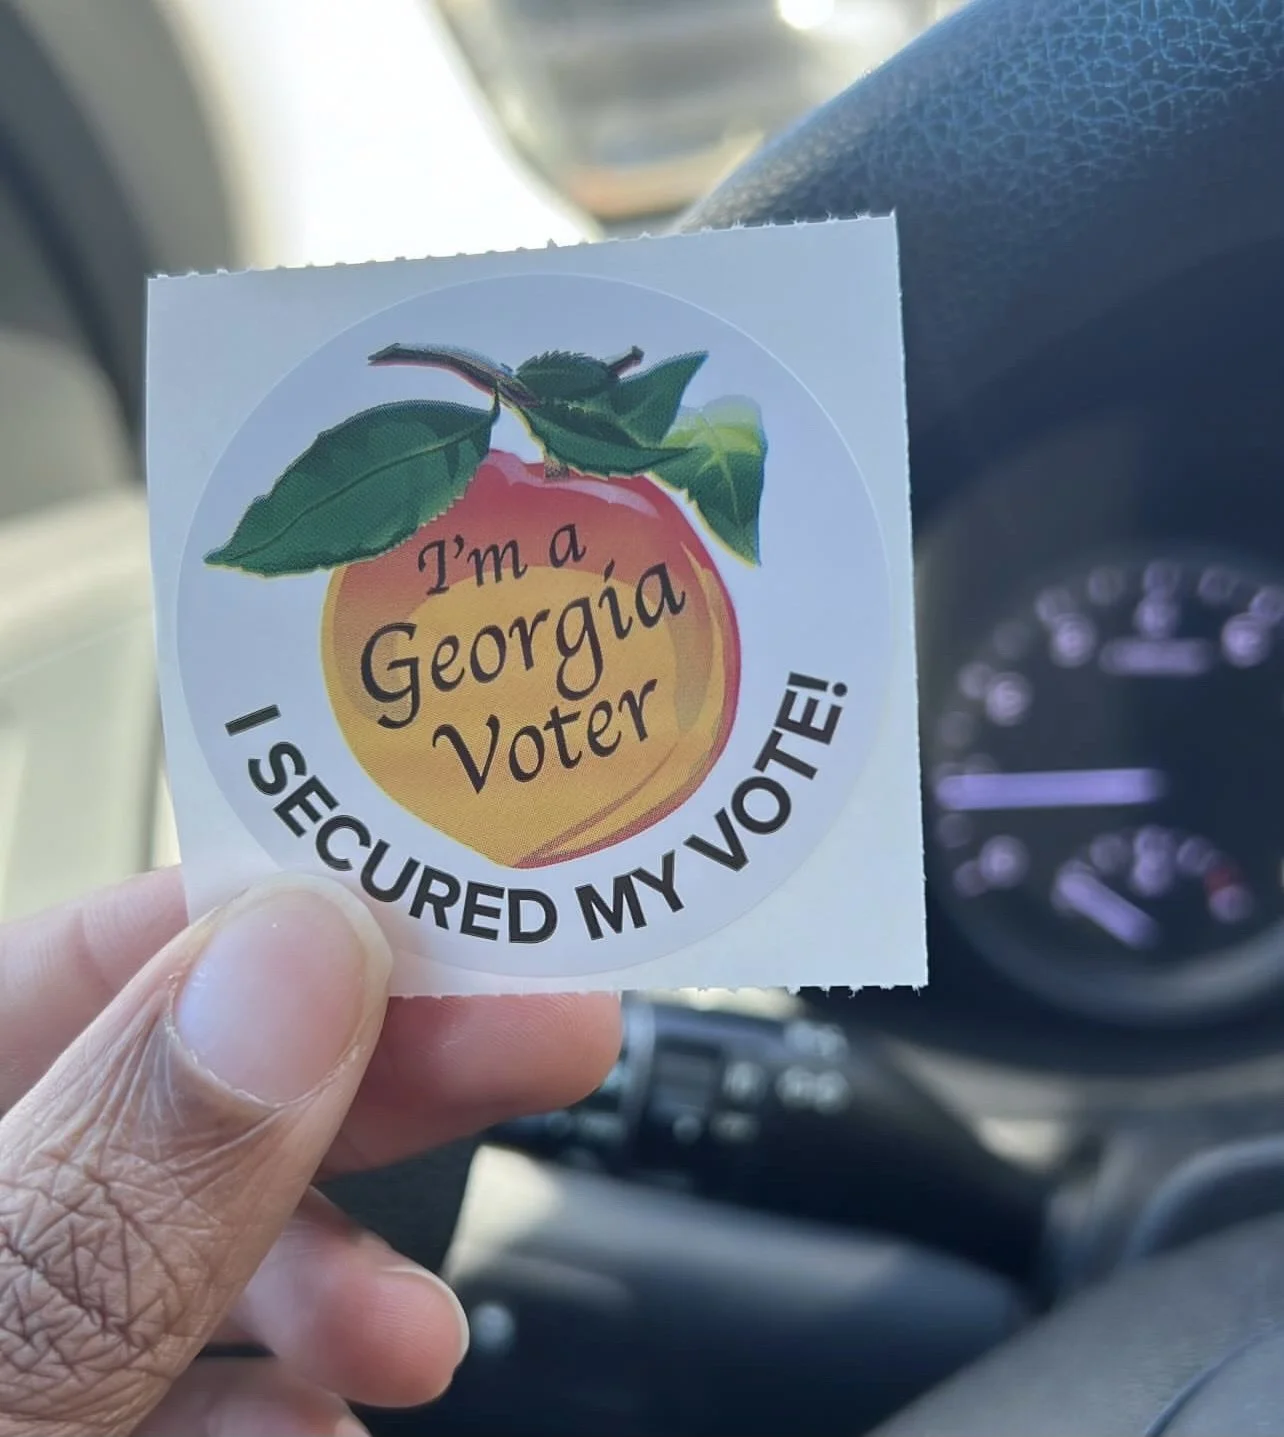 I'm a
Georgia
Voter
I SECURED MY VOTE!